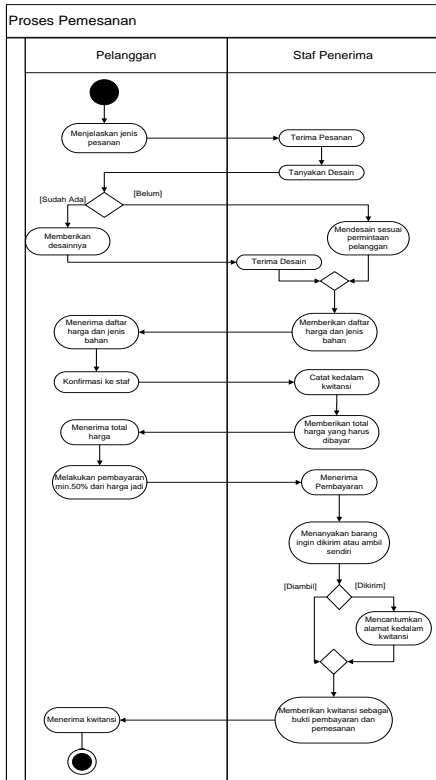 Proses Pemesanan
Pelanggan
Staf Penerima
Menjelaskan jenis
pesanan
Terima Pesanan
Tanyakan Desain
[Sudah Ada]
[Belum]
Memberikan
desainnya
Mendesain sesuai
permintaan
pelanggan
Terima Desain
Menerima daftar
harga dan jenis
bahan
Memberikan daftar
harga dan jenis
bahan
Konfirmasi ke staf
Catat kedalam
kwitansi
Menerima total
harga
Memberikan total
harga yang harus
dibayar
Melakukan pembayaran
min.50% dari harga jadi
Menerima
Pembayaran
Menanyakan barang
ingin dikirim atau ambil
sendiri
[Diambil]
[Dikirim]
Mencantumkan
alamat kedalam
kwitansi
Menerima kwitansi
Memberikan kwitansi sebagai
bukti pembayaran dan
pemesanan